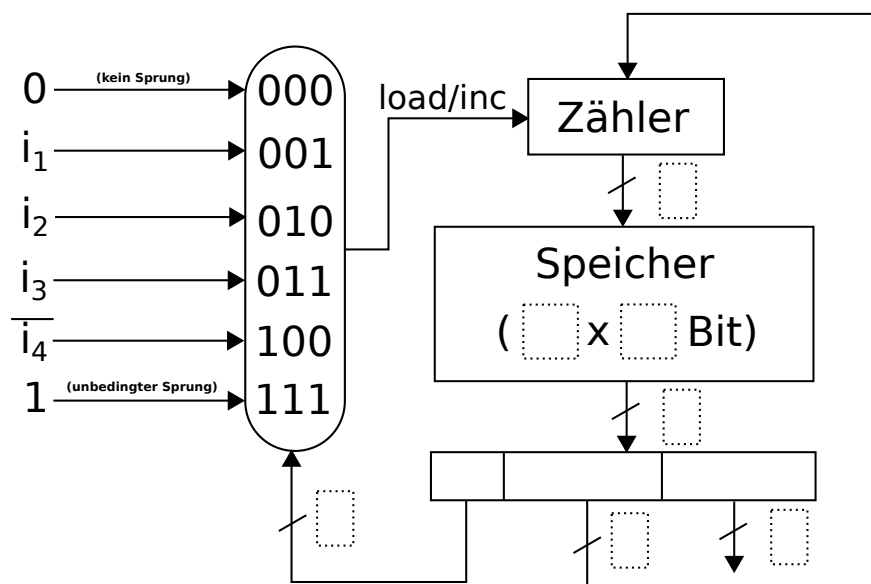 0 (kein Sprung) 000
i1 001
i2 010
i3 011
i4 100
1 (unbedingter Sprung) 111
load/inc
Zähler
Speicher
( x Bit)